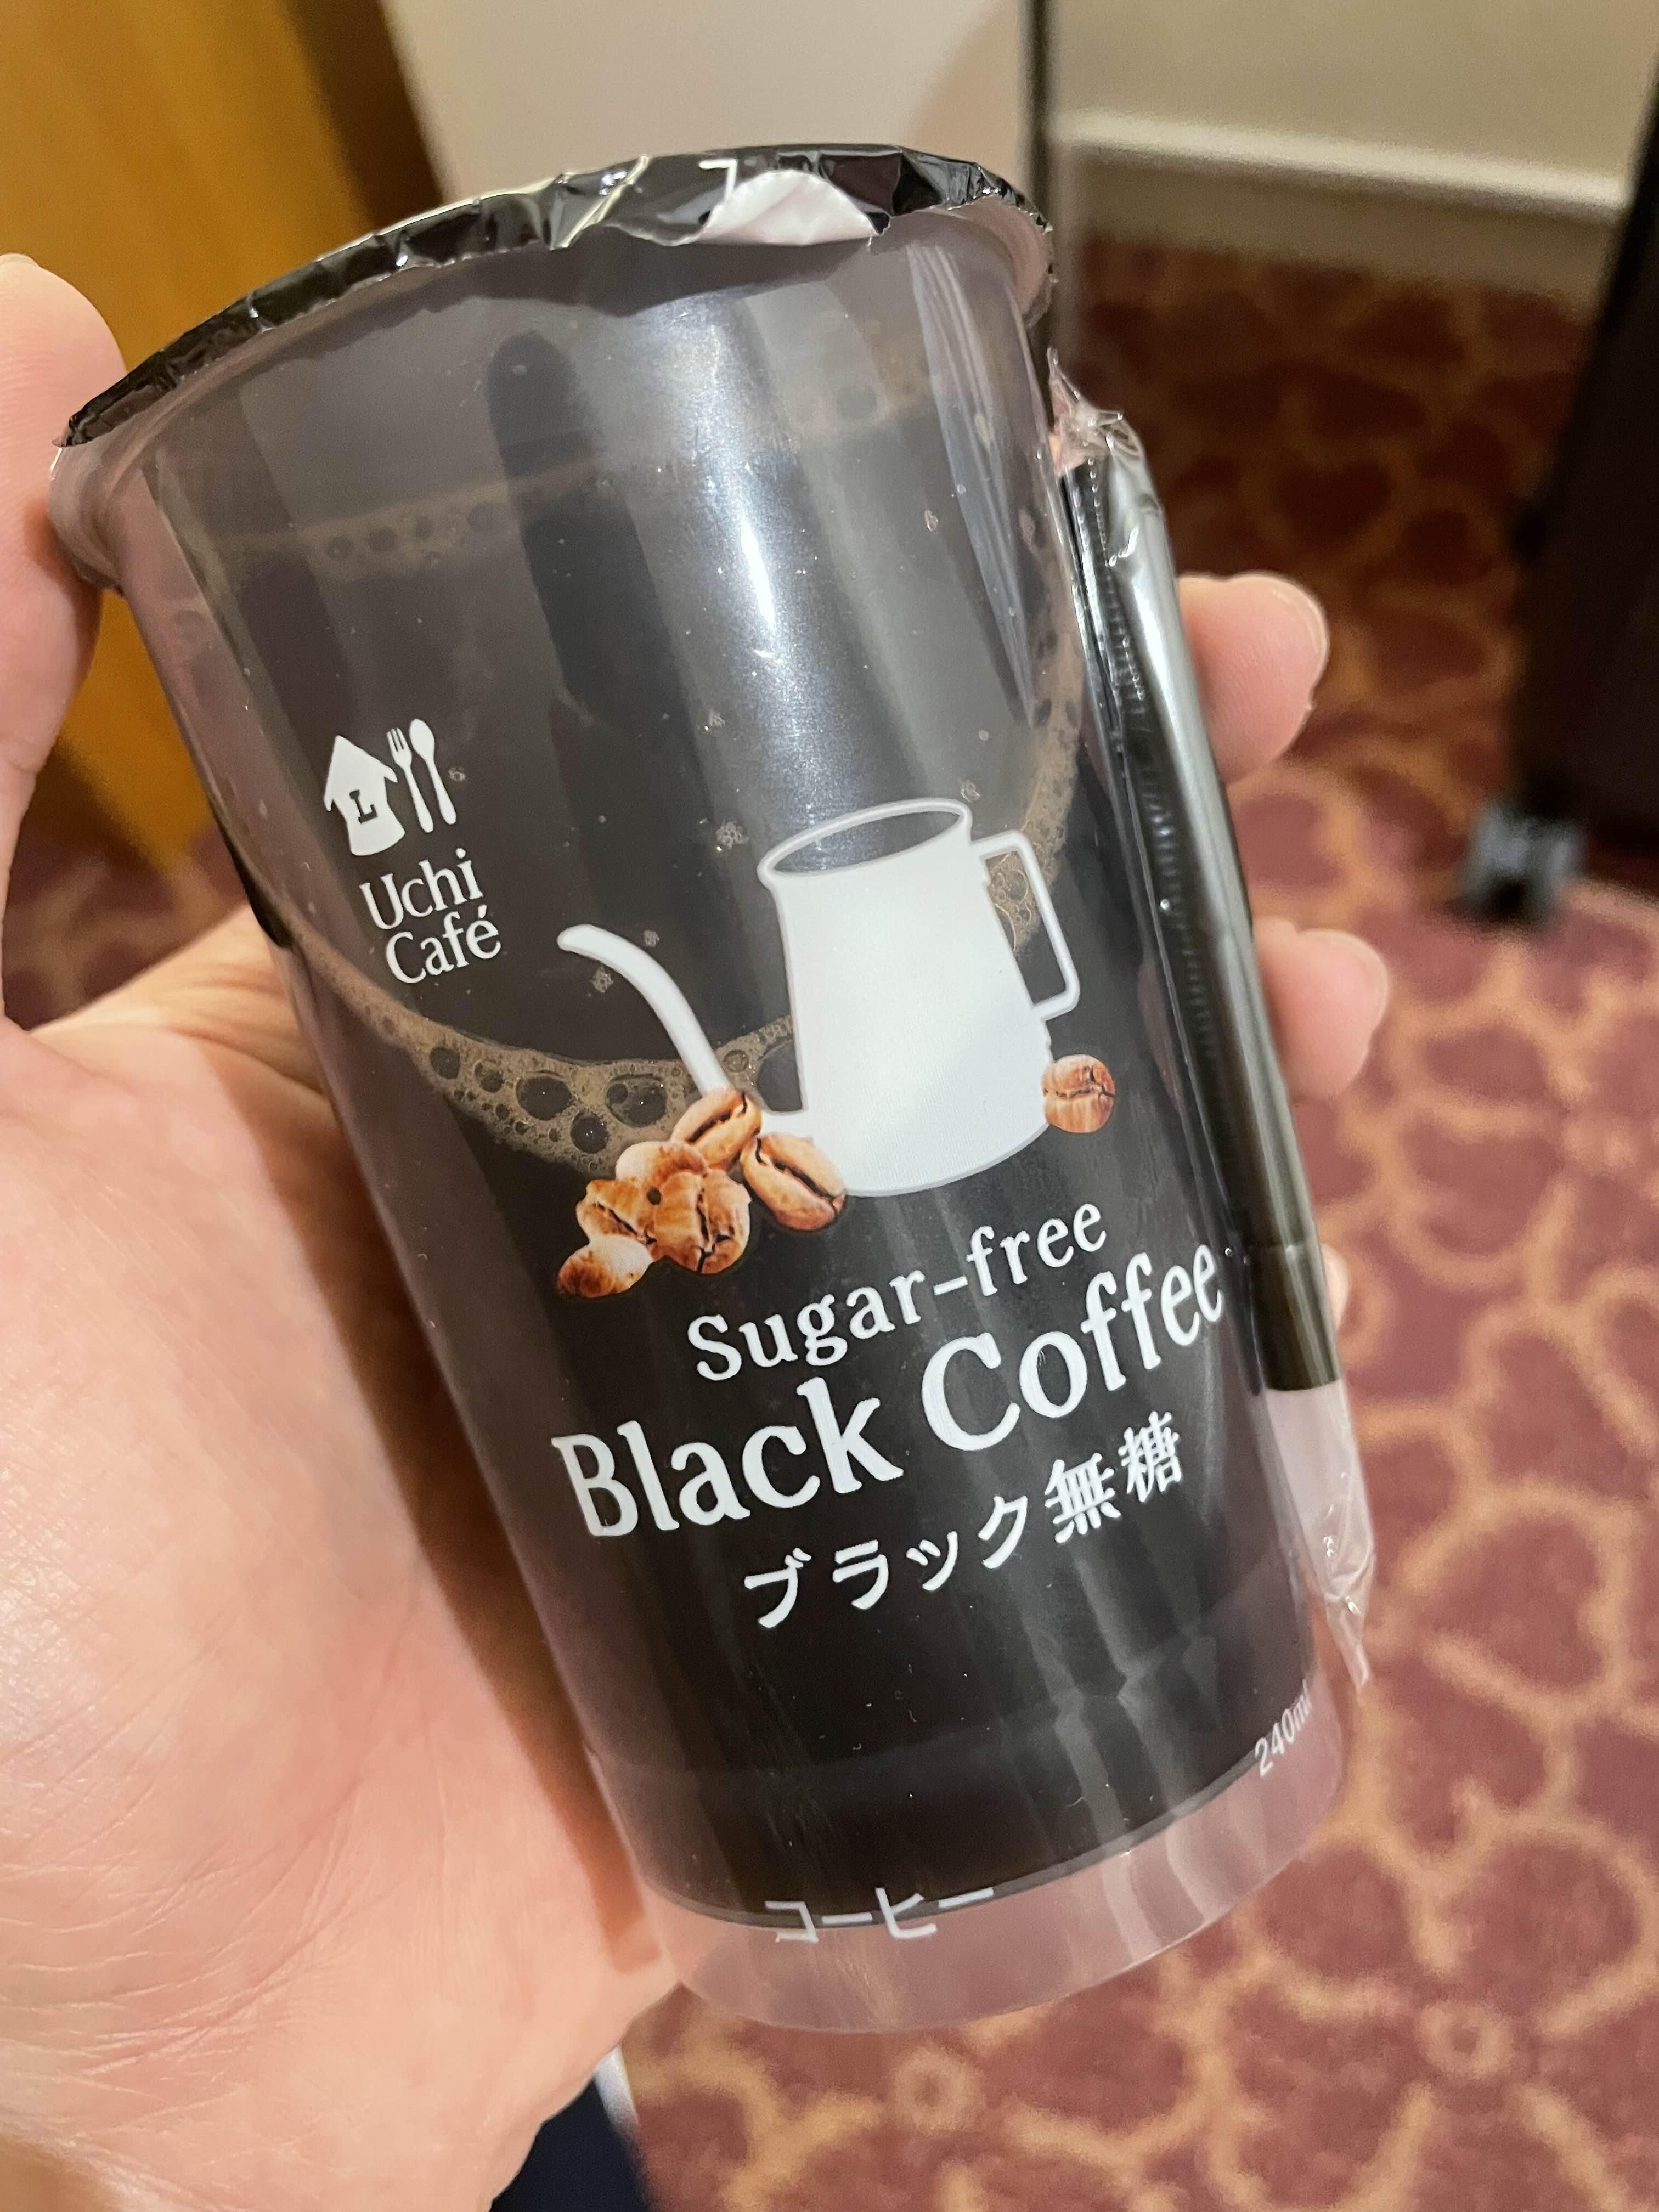 L
Uchi
Café
Sugar-free
Black Coffee
ブラック無糖
240ml
コーヒー